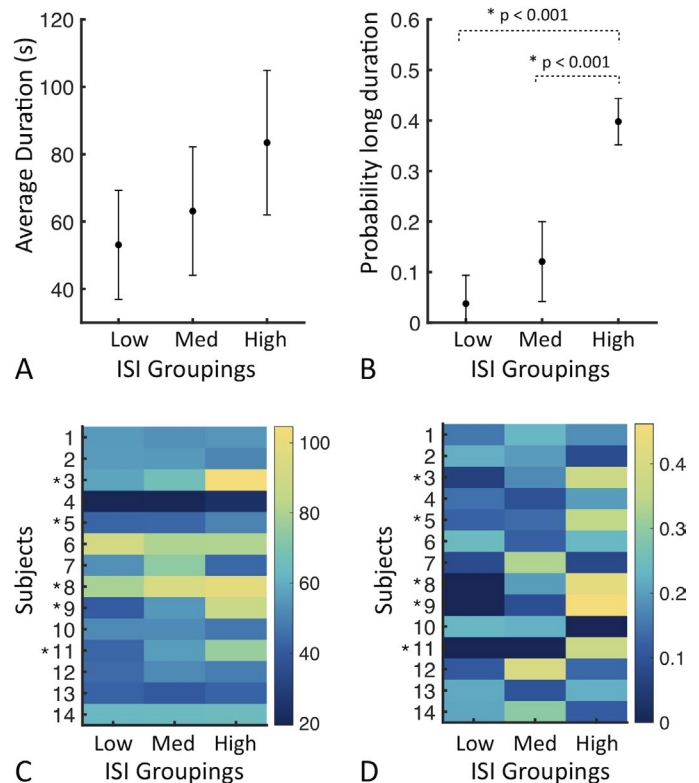 120
100
80
60
40
Average Duration (s)
Low Med High
ISI Groupings
A
0.6
0.5
0.4
0.3
0.2
0.1
0
Probability long duration
* p < 0.001
* p < 0.001
Low Med High
ISI Groupings
B
Subjects
1
2
*3
4
*5
6
7
*8
*9
10
*11
12
13
14
100
80
60
40
20
Low Med High
ISI Groupings
C
Subjects
1
2
*3
4
*5
6
7
*8
*9
10
*11
12
13
14
0.4
0.3
0.2
0.1
0
Low Med High
ISI Groupings
D